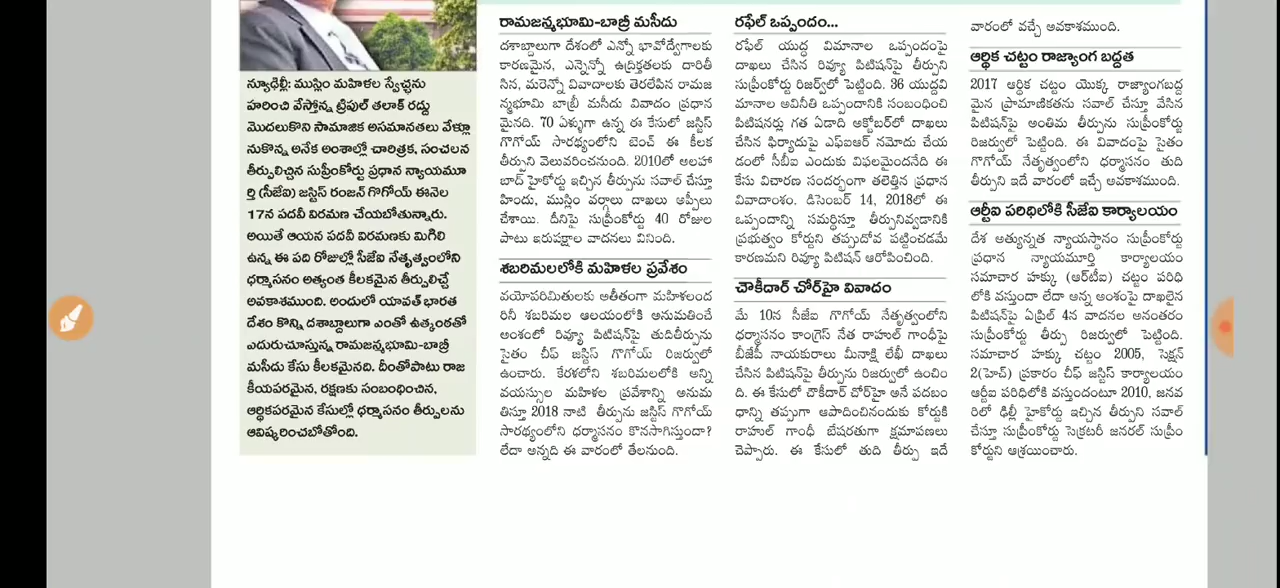 న్యూఢిల్లీ: ముస్లిం మహిళల స్వేచ్ఛను
హరించి వేస్తోన్న ట్రిపుల్ తలాక్ రద్దు
మొదలుకొని సామాజిక అసమానతలు వేళ్లూ
నుకొన్న అనేక అంశాల్లో చారిత్రక, సంచలన
తీర్పులిచ్చిన సుప్రీంకోర్టు ప్రధాన న్యాయమూ
ర్తి (సీజేఐ) జస్టిస్ రంజన్ గొగోయ్ ఈనెల
17న పదవీ విరమణ చేయబోతున్నారు.
అయితే ఆయన పదవీ విరమణకు మిగిలి
ఉన్న ఈ పది రోజుల్లో సీజేఐ నేతృత్వంలోని
ధర్మాసనం అత్యంత కీలకమైన తీర్పులిచ్చే
అవకాశముంది. అందులో యావత్ భారత
దేశం కొన్ని దశాబ్దాలుగా ఎంతో ఉత్కంఠతో
ఎదురుచూస్తున్న రామజన్మభూమి-బాబ్రీ
మసీదు కేసు కీలకమైనది. దీంతోపాటు రాజ
కీయపరమైన, రక్షణకు సంబంధించిన,
ఆర్థికపరమైన కేసుల్లో ధర్మాసనం తీర్పులను
ఆవిష్కరించబోతోంది.
రామజన్మభూమి-బాబ్రీ మసీదు
దశాబ్దాలుగా దేశంలో ఎన్నో భావోద్వేగాలకు
కారణమైన, ఎన్నెన్నో ఉద్రిక్తతలకు దారితీ
సిన, మరెన్నో వివాదాలకు తెరలేపిన రామజ
న్మభూమి బాబ్రీ మసీదు వివాదం ప్రధాన
మైనది. 70 ఏళ్ళుగా ఉన్న ఈ కేసులో జస్టిస్
గొగోయ్ సారథ్యంలోని బెంచ్ ఈ కీలక
తీర్పుని వెలువరించనుంది. 2010లో అలహా
బాద్ హైకోర్టు ఇచ్చిన తీర్పును సవాల్ చేస్తూ
హిందు, ముస్లిం వర్గాలు దాఖలు అప్పీలు
చేశాయి. దీనిపై సుప్రీంకోర్టు 40 రోజుల
పాటు ఇరుపక్షాల వాదనలు వినింది.
శబరిమలలోకి మహిళల ప్రవేశం
వయోపరిమితులకు అతీతంగా మహిళలంద
రినీ శబరిమల ఆలయంలోకి అనుమతించే
అంశంలో రివ్యూ పిటిషన్‌పై తుదితీర్పును
సైతం చీఫ్ జస్టిస్ గొగోయ్ రిజర్వులో
ఉంచారు. కేరళలోని శబరిమలలోకి అన్ని
వయస్సుల మహిళల ప్రవేశాన్ని అనుమ
తిస్తూ 2018 నాటి తీర్పును జస్టిస్ గొగోయ్
సారథ్యంలోని ధర్మాసనం కొనసాగిస్తుందా?
లేదా అన్నది ఈ వారంలో తేలనుంది.
రఫేల్ ఒప్పందం...
రఫేల్ యుద్ధ విమానాల ఒప్పందంపై
దాఖలు చేసిన రివ్యూ పిటిషన్‌పై తీర్పుని
సుప్రీంకోర్టు రిజర్వ్‌లో పెట్టింది. 36 యుద్ధవి
మానాల అవినీతి ఒప్పందానికి సంబంధించి
పిటిషనర్లు గత ఏడాది అక్టోబర్‌లో దాఖలు
చేసిన ఫిర్యాదుపై ఎఫ్ఐఆర్ నమోదు చేయ
డంలో సీబీఐ ఎందుకు విఫలమైందనేది ఈ
కేసు విచారణ సందర్భంగా తలెత్తిన ప్రధాన
వివాదాంశం. డిసెంబర్ 14, 2018లో ఈ
ఒప్పందాన్ని సమర్థిస్తూ తీర్పునివ్వడానికి
ప్రభుత్వం కోర్టుని తప్పుదోవ పట్టించడమే
కారణమని రివ్యూ పిటిషన్ ఆరోపించింది.
చౌకీదార్ చోర్‌హై వివాదం
మే 10న సీజేఐ గొగోయ్ నేతృత్వంలోని
ధర్మాసనం కాంగ్రెస్ నేత రాహుల్ గాంధీపై
బీజేపీ నాయకురాలు మీనాక్షి లేఖీ దాఖలు
చేసిన పిటిషన్‌పై తీర్పును రిజర్వులో ఉంచిం
ది. ఈ కేసులో చౌకీదార్ చోర్‌హై అనే పదబం
ధాన్ని తప్పుగా ఆపాదించినందుకు కోర్టుకి
రాహుల్ గాంధీ బేషరతుగా క్షమాపణలు
చెప్పారు. ఈ కేసులో తుది తీర్పు ఇదే
వారంలో వచ్చే అవకాశముంది.
ఆర్థిక చట్టం రాజ్యాంగ బద్ధత
2017 ఆర్థిక చట్టం యొక్క రాజ్యాంగబద్ధ
మైన ప్రామాణికతను సవాల్ చేస్తూ వేసిన
పిటిషన్‌పై అంతిమ తీర్పును సుప్రీంకోర్టు
రిజర్వులో పెట్టింది. ఈ వివాదంపై సైతం
గొగోయ్ నేతృత్వంలోని ధర్మాసనం తుది
తీర్పుని ఇదే వారంలో ఇచ్చే అవకాశముంది.
ఆర్టీఐ పరిధిలోకి సీజేఐ కార్యాలయం
దేశ అత్యున్నత న్యాయస్థానం సుప్రీంకోర్టు
ప్రధాన న్యాయమూర్తి కార్యాలయం
సమాచార హక్కు (ఆర్‌టీఐ) చట్టం పరిధి
లోకి వస్తుందా లేదా అన్న అంశంపై దాఖలైన
పిటిషన్‌పై ఏప్రిల్ 4న వాదనల అనంతరం
సుప్రీంకోర్టు తీర్పు రిజర్వులో పెట్టింది.
సమాచార హక్కు చట్టం 2005, సెక్షన్
2(హెచ్) ప్రకారం చీఫ్ జస్టిస్ కార్యాలయం
ఆర్టీఐ పరిధిలోకి వస్తుందంటూ 2010, జనవ
రిలో ఢిల్లీ హైకోర్టు ఇచ్చిన తీర్పుని సవాల్
చేస్తూ సుప్రీంకోర్టు సెక్రటరీ జనరల్ సుప్రీం
కోర్టుని ఆశ్రయించారు.